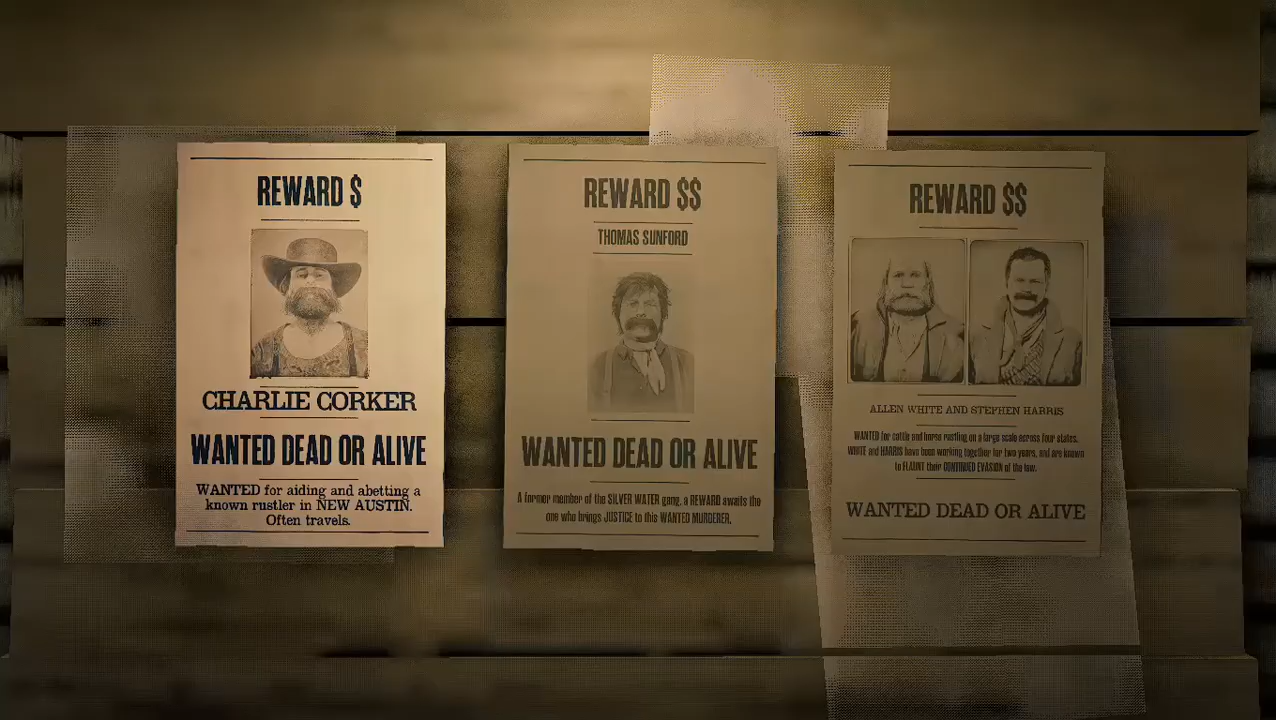 REWARD $
CHARLIE CORKER
WANTED DEAD OR ALIVE
WANTED for aiding and abetting a
known rustler in NEW AUSTIN.
Often travels.
REWARD $$
THOMAS SUNFORD
WANTED DEAD OR ALIVE
A former member of the SILVER WATER gang, a REWARD awaits the
one who brings JUSTICE to this WANTED MURDERER.
REWARD $$
ALLEN WHITE AND STEPHEN HARRIS
WANTED for cattle and horse rustling on a large scale across four states.
WHITE and HARRIS have been working together for two years, and are known
to FLAUNT their CONTINUED EVASION of the law.
WANTED DEAD OR ALIVE